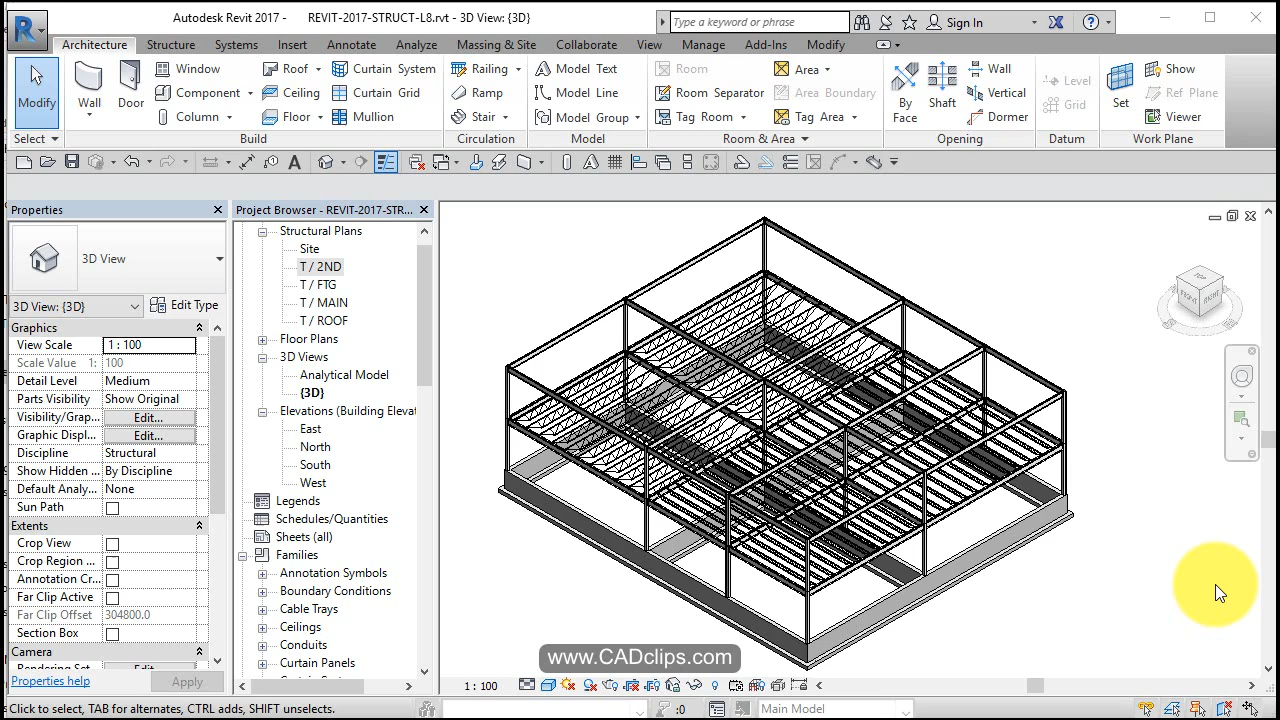 Autodesk Revit 2017 - REVIT-2017-STRUCT-L8.rvt - 3D View: {3D}
Type a keyword or phrase
Sign In
Architecture Structure Systems Insert Annotate Analyze Massing & Site Collaborate View Manage Add-Ins Modify
Modify
Select
Wall
Door
Window
Component
Column
Roof
Ceiling
Floor
Curtain System
Curtain Grid
Mullion
Build
Railing
Ramp
Stair
Circulation
Model Text
Model Line
Model Group
Model
Room
Room Separator
Tag Room
Area
Area Boundary
Tag Area
Room & Area
By
Face
Shaft
Wall
Vertical
Dormer
Opening
Level
Grid
Datum
Set
Show
Ref Plane
Viewer
Work Plane
Properties
3D View
3D View: {3D}
Edit Type
Graphics
View Scale 1 : 100
Scale Value 1: 100
Detail Level Medium
Parts Visibility Show Original
Visibility/Grap... Edit...
Graphic Displ... Edit...
Discipline Structural
Show Hidden ... By Discipline
Default Analy... None
Sun Path
Extents
Crop View
Crop Region ...
Annotation Cr...
Far Clip Active
Far Clip Offset 304800.0
Section Box
Camera
Rendering Set... Edit...
Properties help
Apply
Project Browser - REVIT-2017-STR...
Structural Plans
Site
T / 2ND
T / FTG
T / MAIN
T / ROOF
Floor Plans
3D Views
Analytical Model
{3D}
Elevations (Building Elevat
East
North
South
West
Legends
Schedules/Quantities
Sheets (all)
Families
Annotation Symbols
Boundary Conditions
Cable Trays
Ceilings
Conduits
Curtain Panels
TOP
FRONT
RIGHT
www.CADclips.com
1 : 100
Click to select, TAB for alternates, CTRL adds, SHIFT unselects.
:0
Main Model